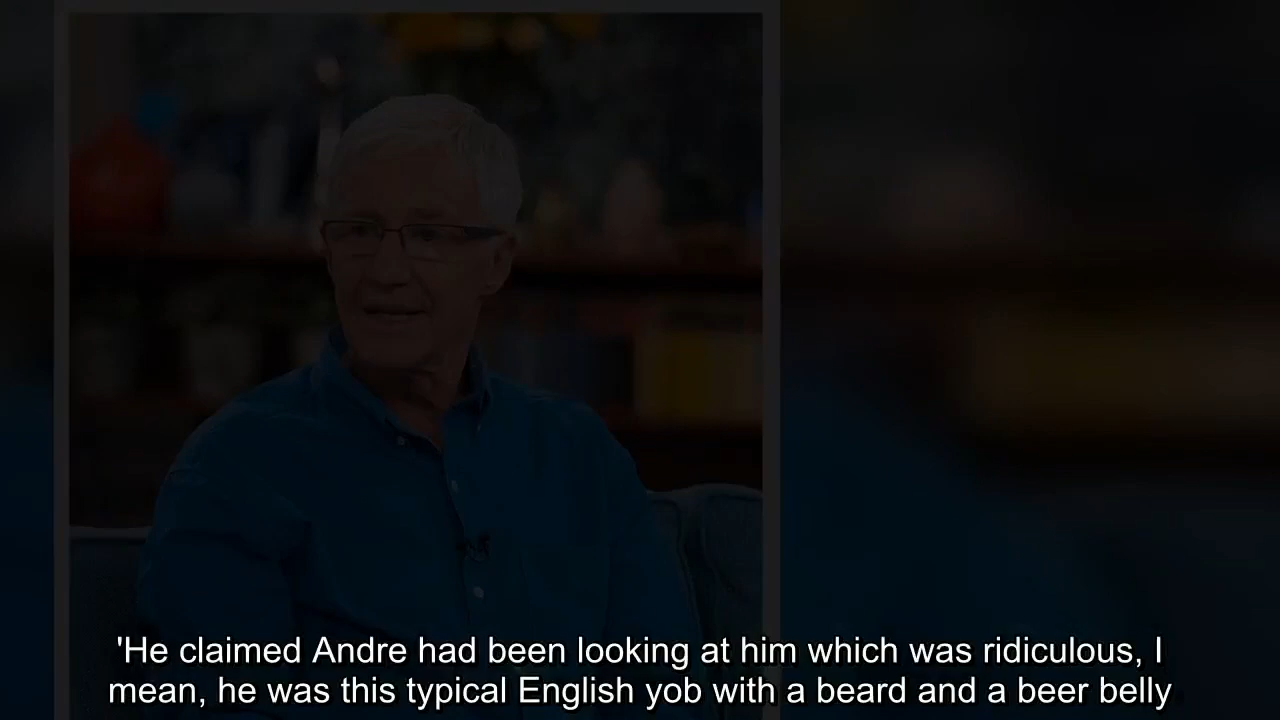 'He claimed Andre had been looking at him which was ridiculous, I
mean, he was this typical English yob with a beard and a beer belly